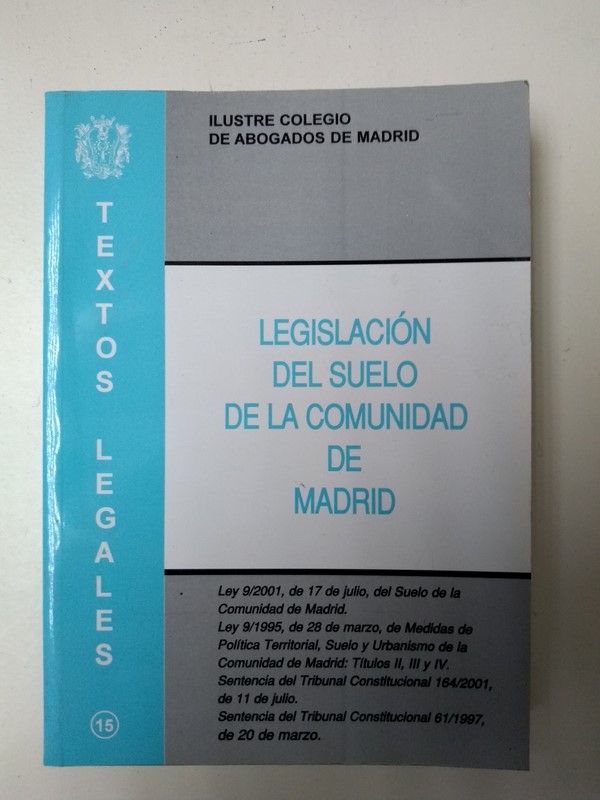 ILUSTRE COLEGIO
DE ABOGADOS DE MADRID
TEXTOS LEGALES
15
LEGISLACIÓN
DEL SUELO
DE LA COMUNIDAD
DE
MADRID
Ley 9/2001, de 17 de julio, del Suelo de la
Comunidad de Madrid.
Ley 9/1995, de 28 de marzo, de Medidas de
Política Territorial, Suelo y Urbanismo de la
Comunidad de Madrid: Títulos II, III y IV.
Sentencia del Tribunal Constitucional 164/2001,
de 11 de julio.
Sentencia del Tribunal Constitucional 61/1997,
de 20 de marzo.